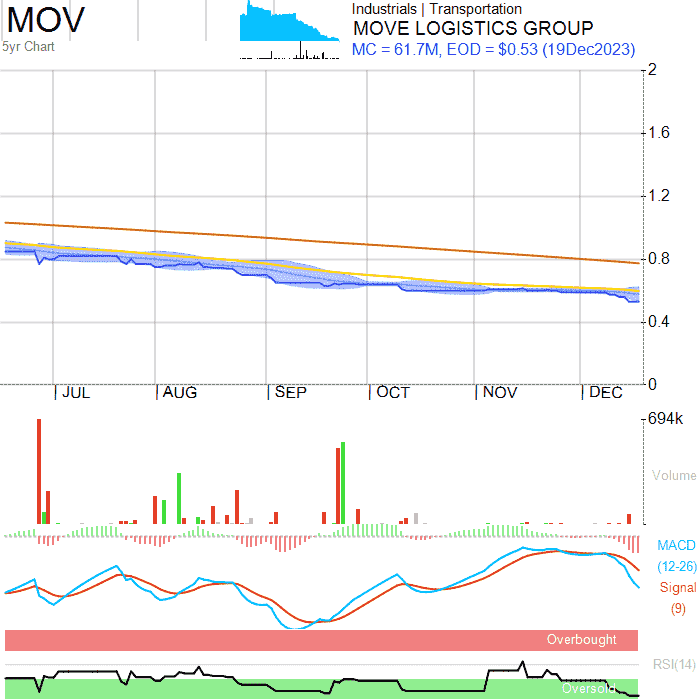 MOV
5yr Chart
Industrials | Transportation
MOVE LOGISTICS GROUP
MC = 61.7M, EOD = $0.53 (19Dec2023)
2
1.6
1.2
0.8
0.4
0
JUL AUG SEP OCT NOV DEC
694k
Volume
MACD
(12-26)
Signal
(9)
Overbought
RSI(14)
Oversold